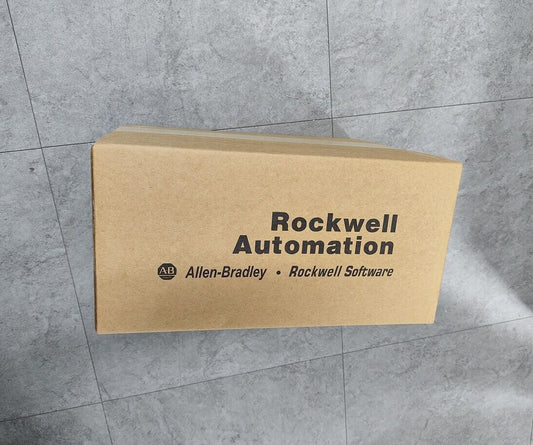 Rockwell
Automation
AB Allen-Bradley • Rockwell Software